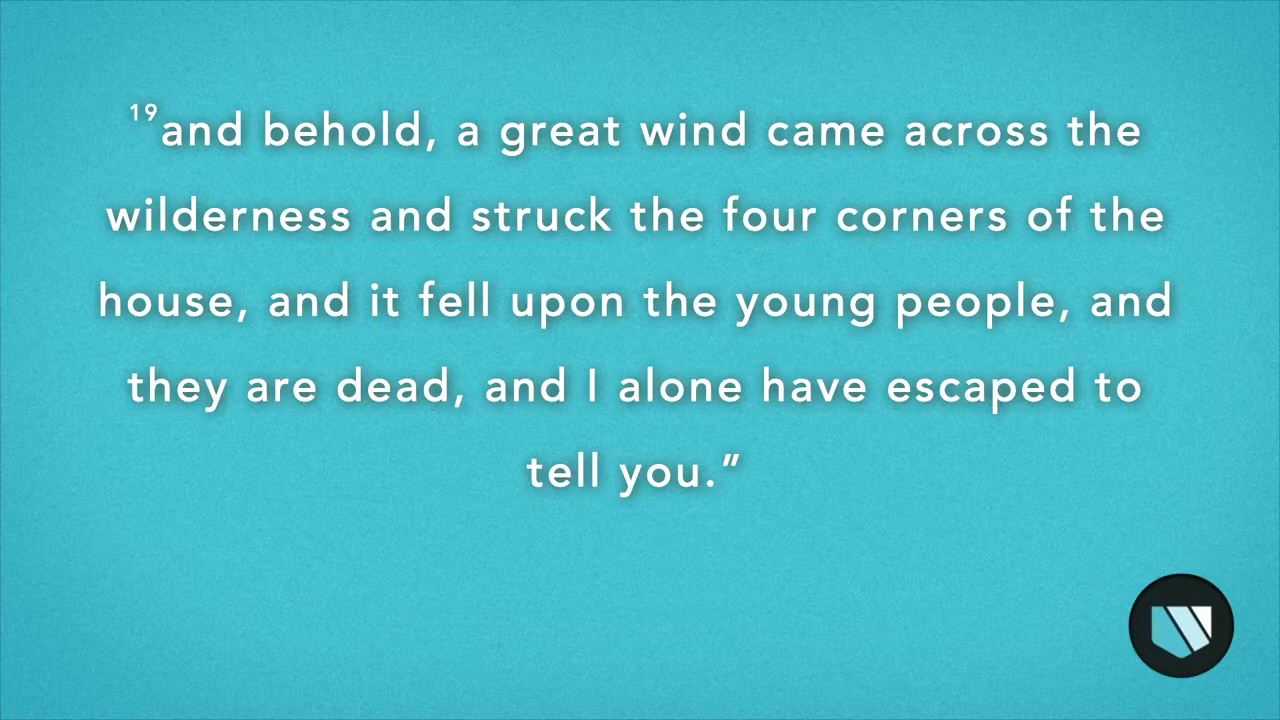 19and behold, a great wind came across the
wilderness and struck the four corners of the
house, and it fell upon the young people, and
they are dead, and I alone have escaped to
tell you.”